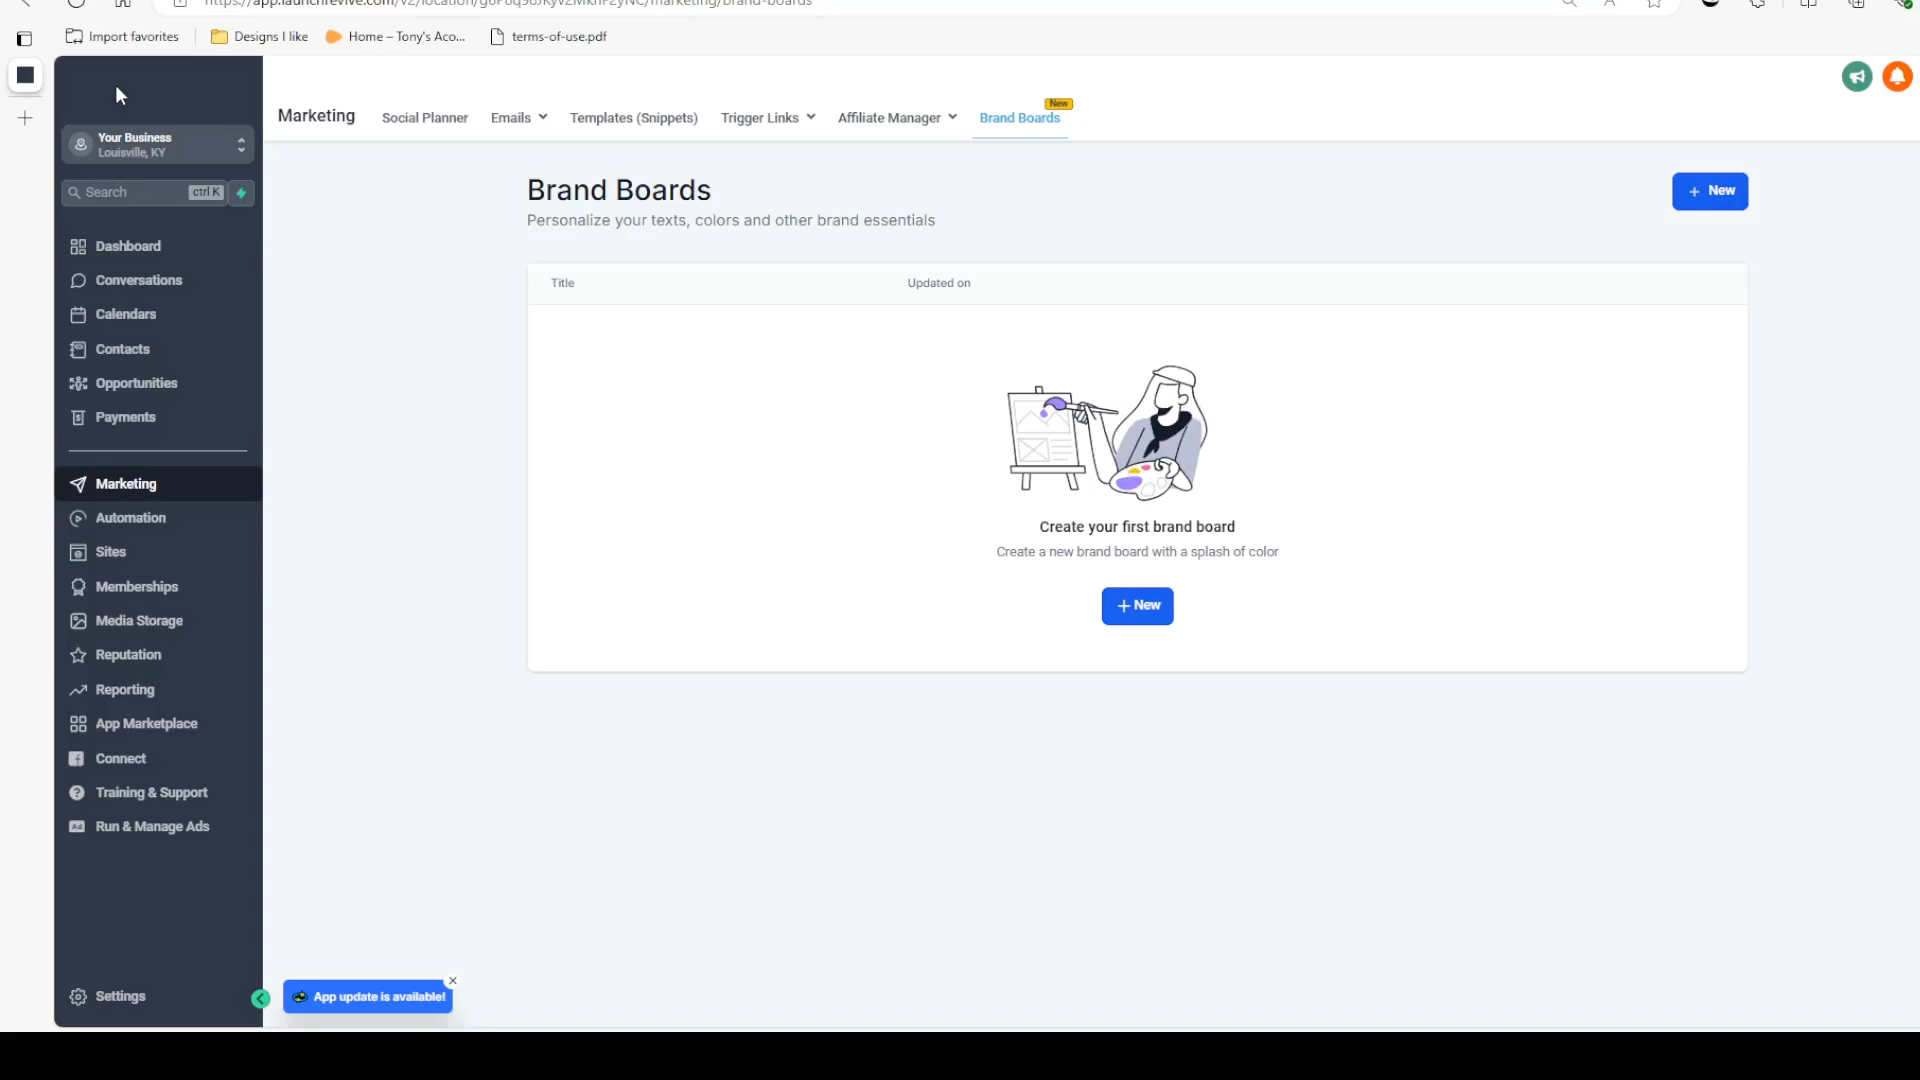 Import favorites
Designs I like
Home – Tony's Aco...
terms-of-use.pdf
Your Business
Louisville, KY
Search
ctrl K
Dashboard
Conversations
Calendars
Contacts
Opportunities
Payments
Marketing
Automation
Sites
Memberships
Media Storage
Reputation
Reporting
App Marketplace
Connect
Training & Support
Ad Run & Manage Ads
Settings
Marketing
Social Planner
Emails
Templates (Snippets)
Trigger Links
Affiliate Manager
New
Brand Boards
Brand Boards
Personalize your texts, colors and other brand essentials
+ New
Title
Updated on
Create your first brand board
Create a new brand board with a splash of color
+ New
App update is available!